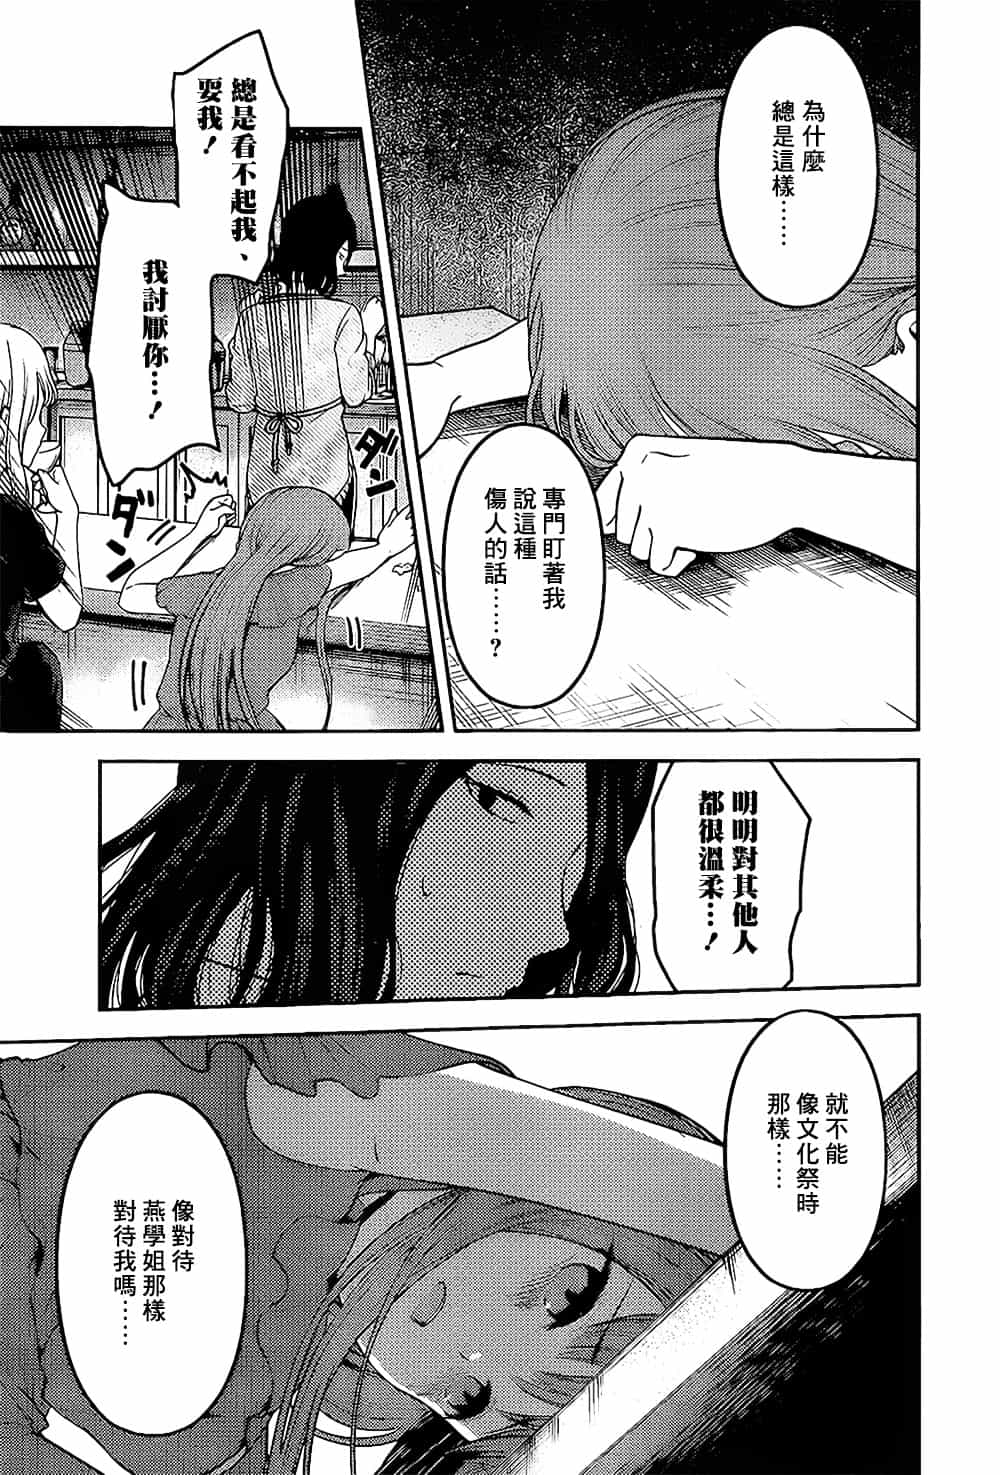 為什麼
總是這樣……
專門盯著我
說這種
傷人的話……?
總是看不起我、
耍我!
我討厭你…!
ダンッ
ダンッ
明明對其他人
都很溫柔…!
就不能
像文化祭時
那樣……
像對待
燕學姐那樣
對待我嗎……